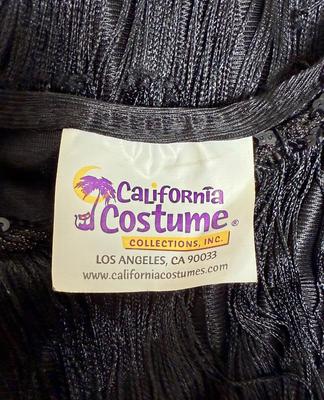 California
Costume®
COLLECTIONS, INC.
LOS ANGELES, CA 90033
www.californiacostumes.com